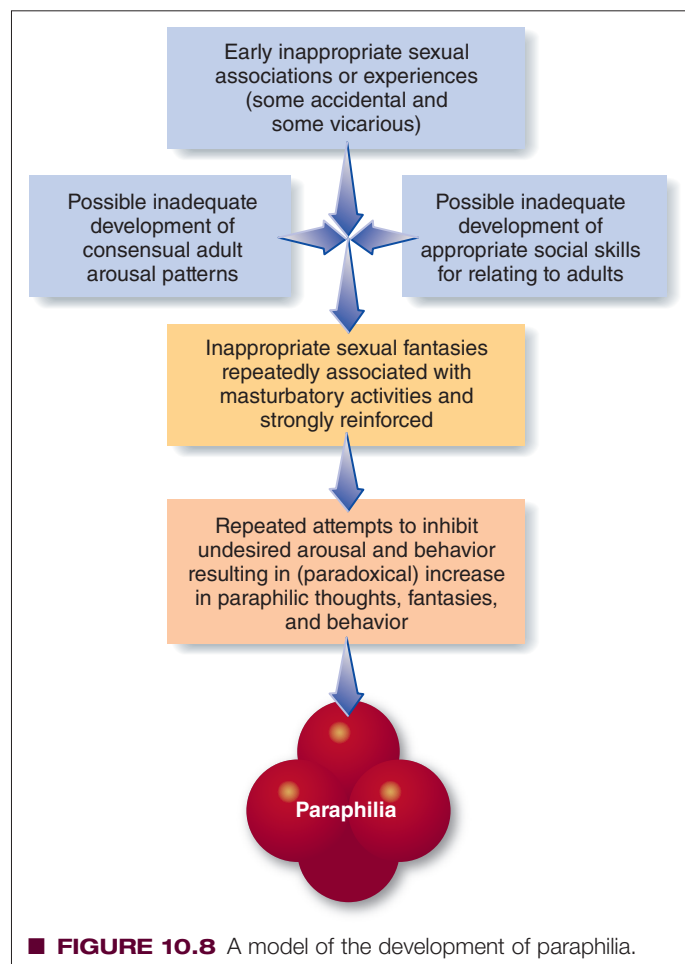 Early inappropriate sexual
associations or experiences
(some accidental and
some vicarious)
Possible inadequate
development of
consensual adult
arousal patterns
Possible inadequate
development of
appropriate social skills
for relating to adults
Inappropriate sexual fantasies
repeatedly associated with
masturbatory activities and
strongly reinforced
Repeated attempts to inhibit
undesired arousal and behavior
resulting in (paradoxical) increase
in paraphilic thoughts, fantasies,
and behavior
Paraphilia
■ FIGURE 10.8 A model of the development of paraphilia.